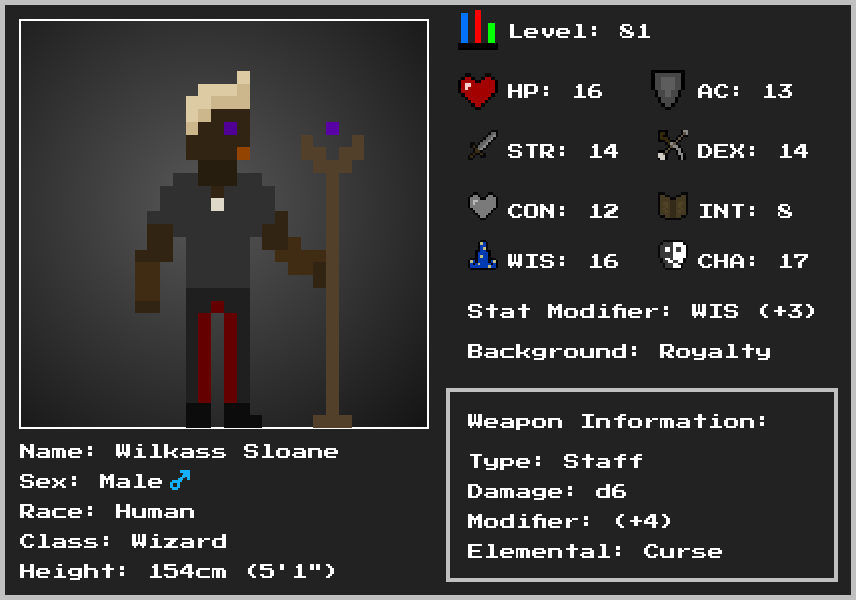 Level: 81
HP: 16
AC: 13
STR: 14
DEX: 14
CON: 12
INT: 8
WIS: 16
CHA: 17
Stat Modifier: WIS (+3)
Background: Royalty
Weapon Information:
Type: Staff
Damage: d6
Modifier: (+4)
Elemental: Curse
Name: Wilkass Sloane
Sex: Male♂
Race: Human
Class: Wizard
Height: 154cm (5'1")